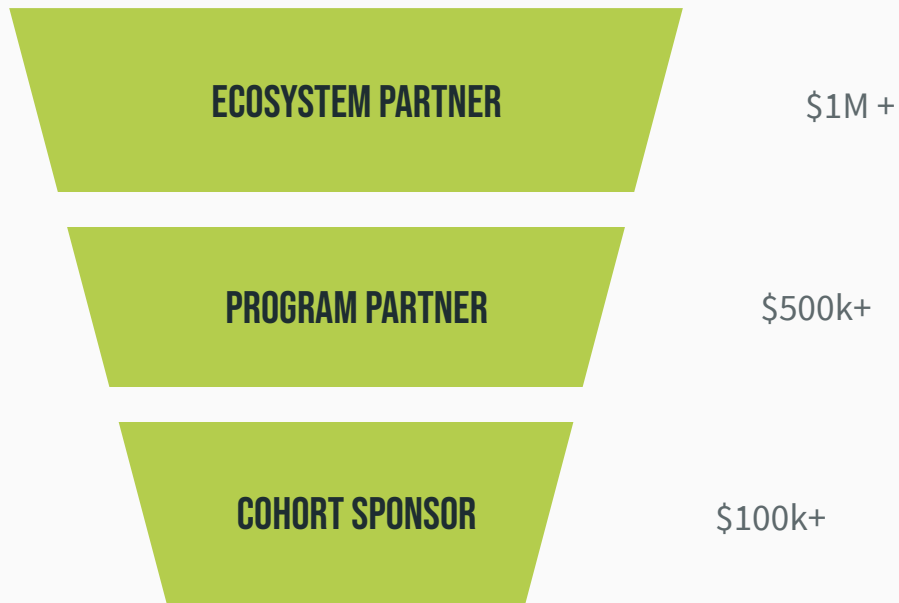 ECOSYSTEM PARTNER
$1M +
PROGRAM PARTNER
$500k+
COHORT SPONSOR
$100k+